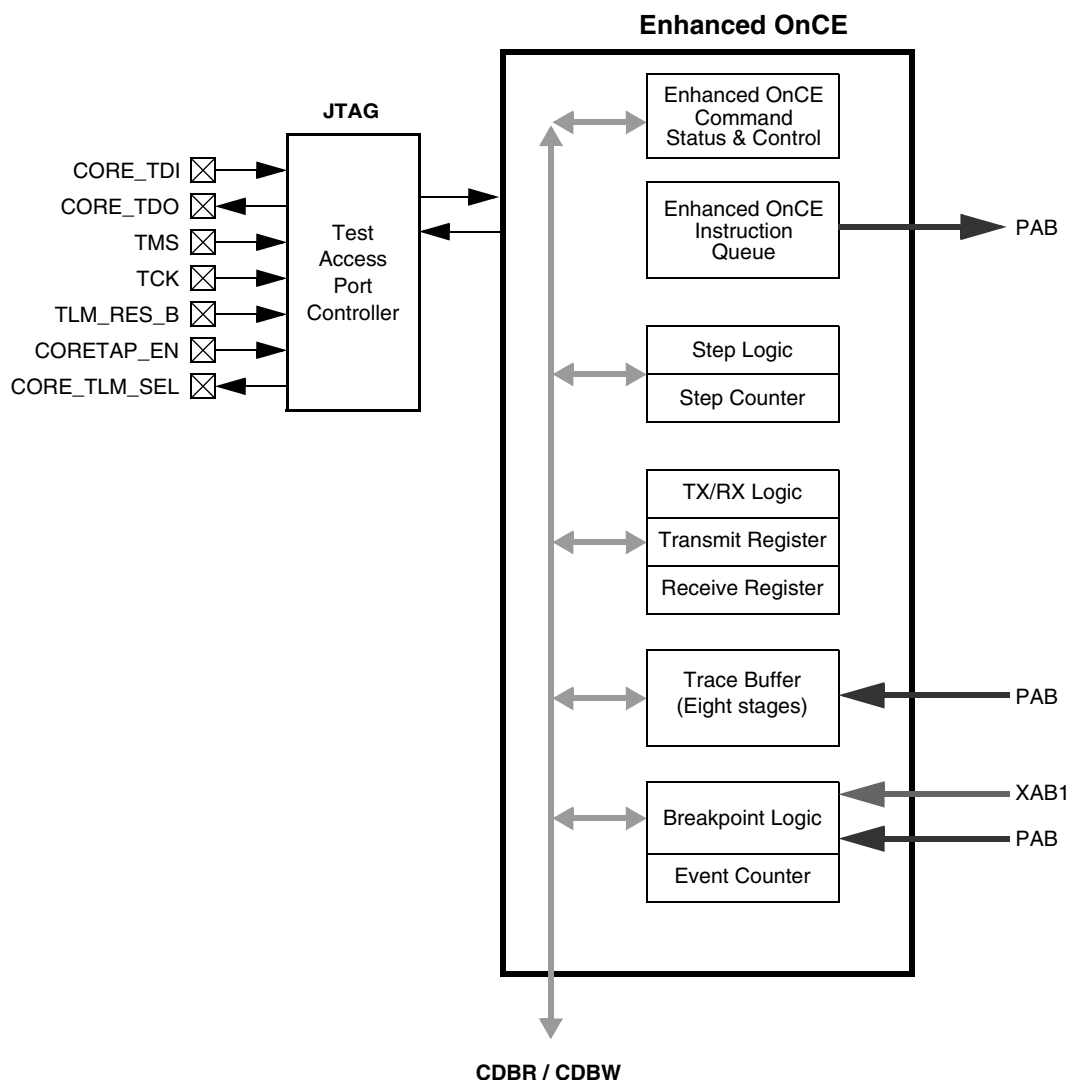 Enhanced OnCE
JTAG
CORE_TDI
CORE_TDO
TMS
TCK
TLM_RES_B
CORETAP_EN
CORE_TLM_SEL
Test
Access
Port
Controller
Enhanced OnCE
Command
Status & Control
Enhanced OnCE
Instruction
Queue
PAB
Step Logic
Step Counter
TX/RX Logic
Transmit Register
Receive Register
Trace Buffer
(Eight stages)
PAB
Breakpoint Logic
Event Counter
XAB1
PAB
CDBR / CDBW